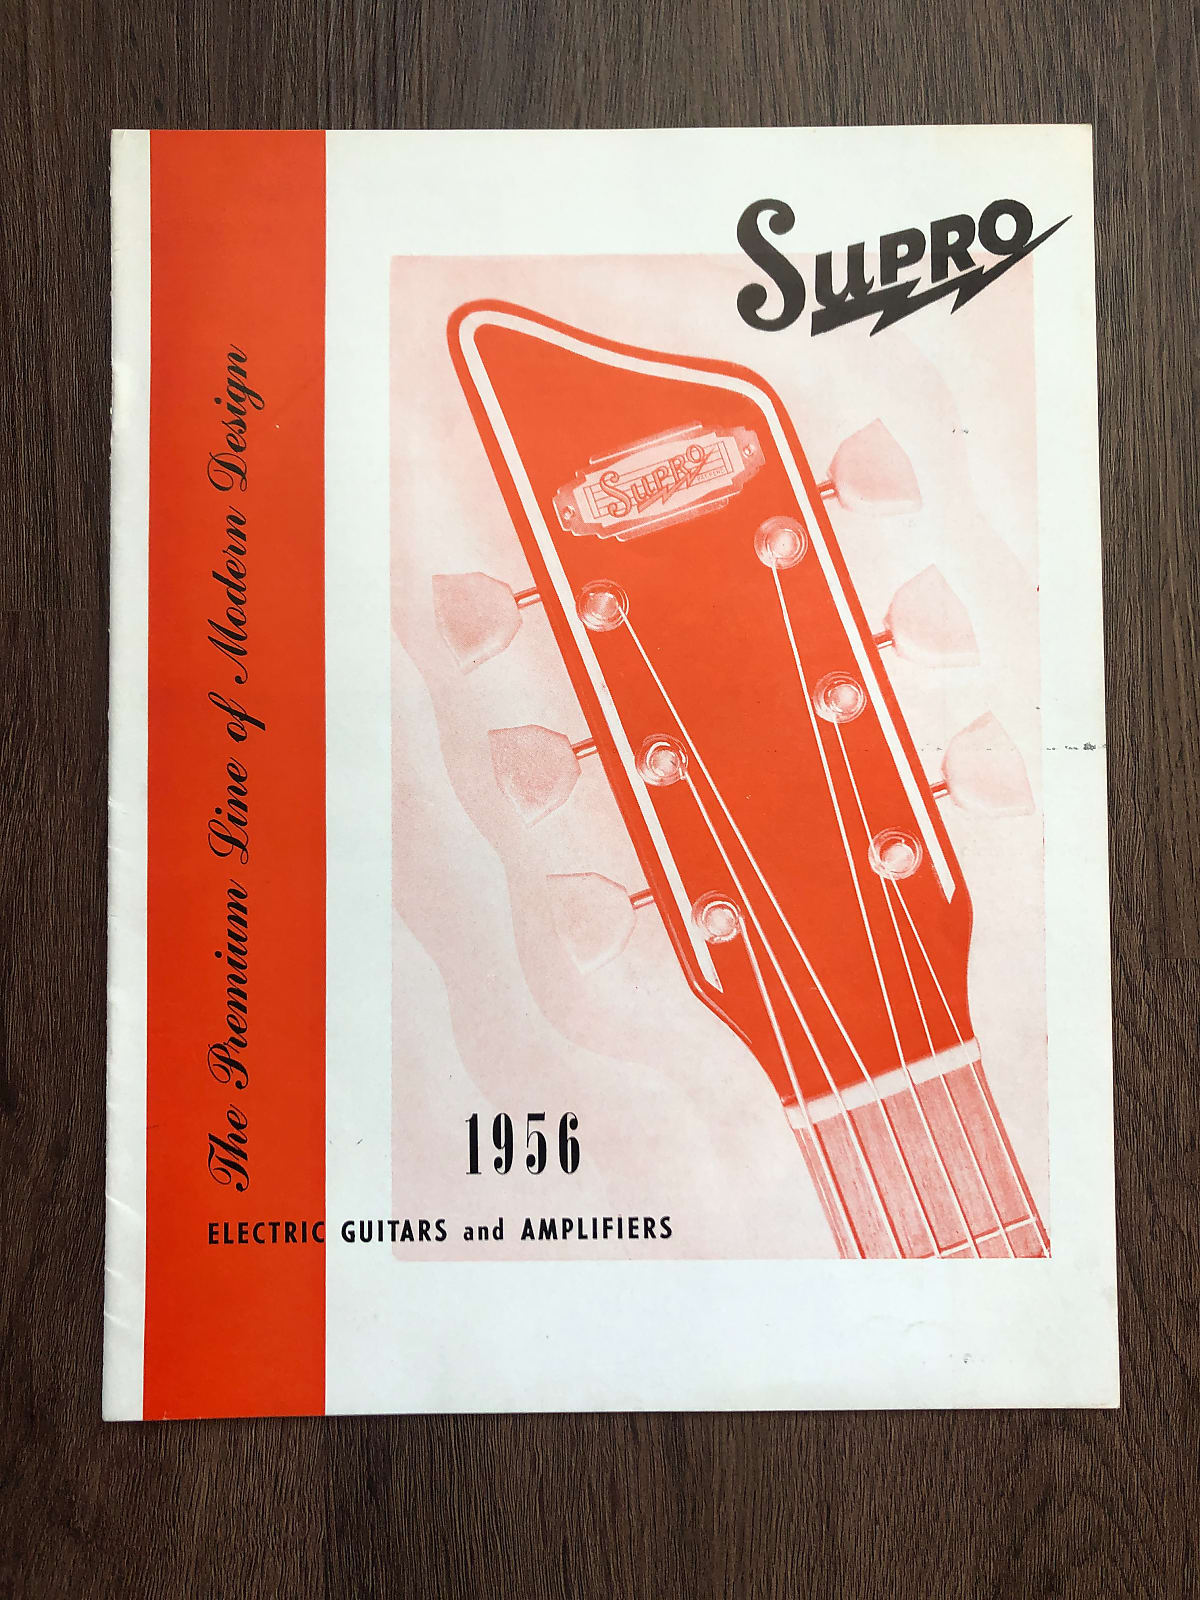 SUPRO
SUPRO
The Premium Line of Modern Design
1956
ELECTRIC GUITARS and AMPLIFIERS